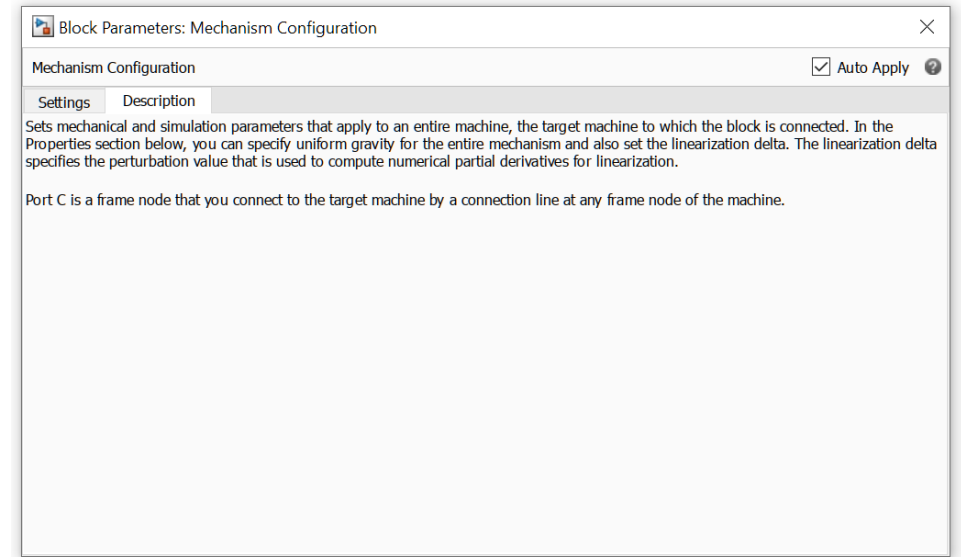 Block Parameters: Mechanism Configuration
Mechanism Configuration
Auto Apply
Settings Description
Sets mechanical and simulation parameters that apply to an entire machine, the target machine to which the block is connected. In the
Properties section below, you can specify uniform gravity for the entire mechanism and also set the linearization delta. The linearization delta
specifies the perturbation value that is used to compute numerical partial derivatives for linearization.
Port C is a frame node that you connect to the target machine by a connection line at any frame node of the machine.